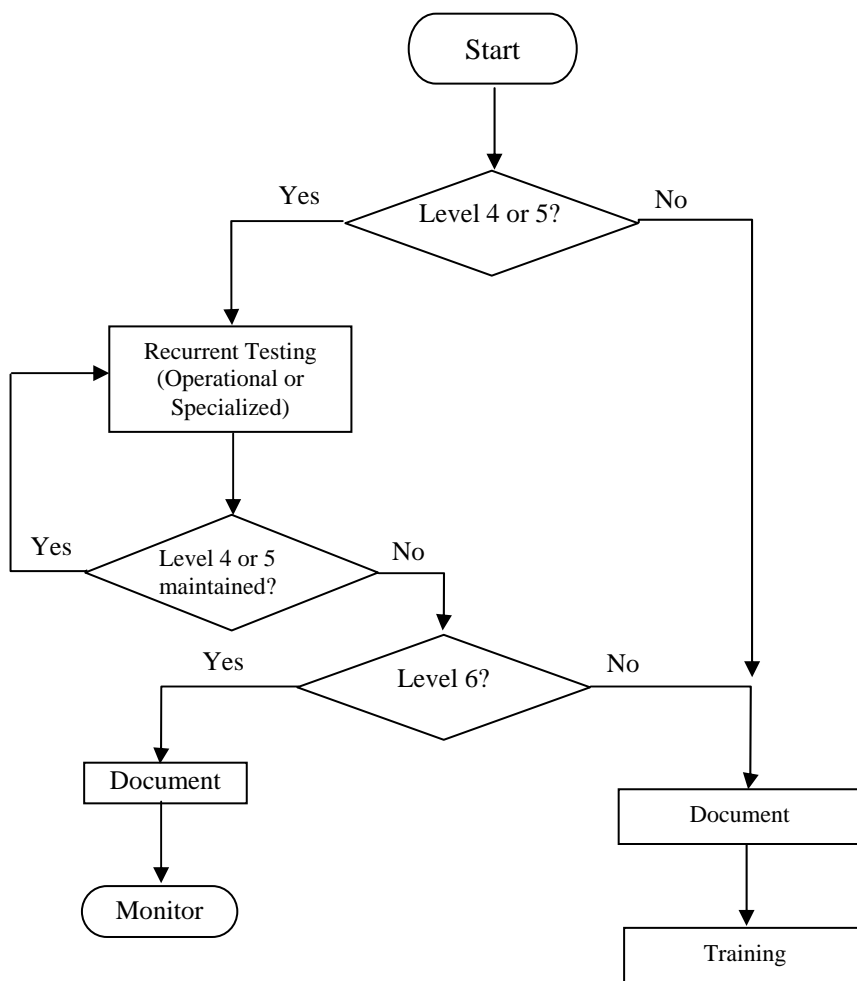 Start
Yes
Level 4 or 5?
No
Recurrent Testing
(Operational or
Specialized)
Yes
Level 4 or 5
maintained?
No
Yes
Level 6?
No
Document
Document
Monitor
Training